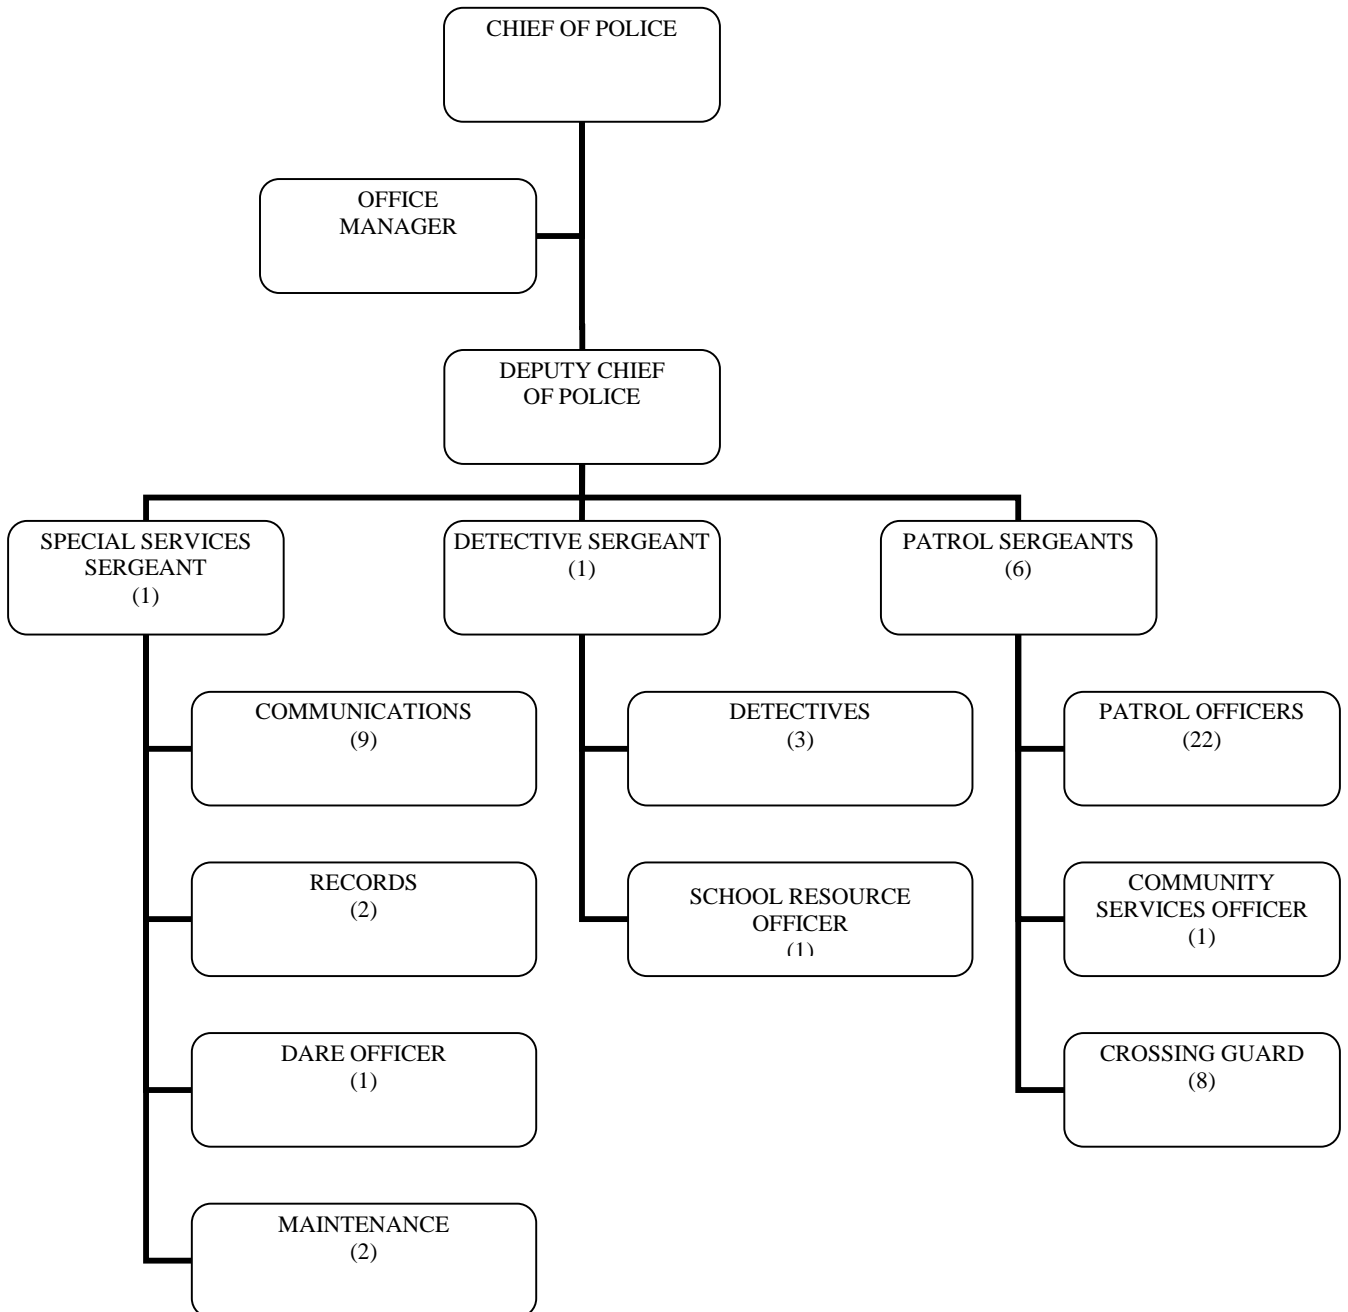 CHIEF OF POLICE
OFFICE
MANAGER
DEPUTY CHIEF
OF POLICE
SPECIAL SERVICES
SERGEANT
(1)
DETECTIVE SERGEANT
(1)
PATROL SERGEANTS
(6)
COMMUNICATIONS
(9)
DETECTIVES
(3)
PATROL OFFICERS
(22)
RECORDS
(2)
SCHOOL RESOURCE
OFFICER
(1)
COMMUNITY
SERVICES OFFICER
(1)
DARE OFFICER
(1)
CROSSING GUARD
(8)
MAINTENANCE
(2)